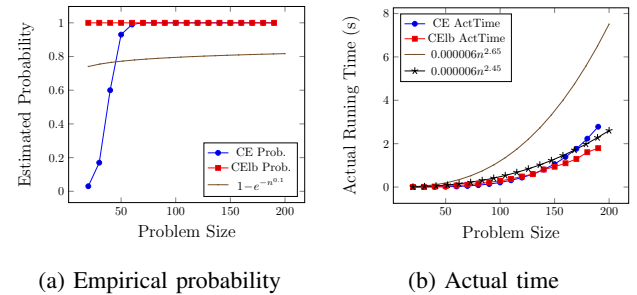 1
0.8
0.6
0.4
0.2
0
Estimated Probability
50
100
150
200
Problem Size
CE Prob.
CElb Prob.
1−e^{−n^{0.1}}
(a) Empirical probability
8
6
4
2
0
Actual Runing Time (s)
50
100
150
200
Problem Size
CE ActTime
CElb ActTime
0.000006n^{2.65}
0.000006n^{2.45}
(b) Actual time